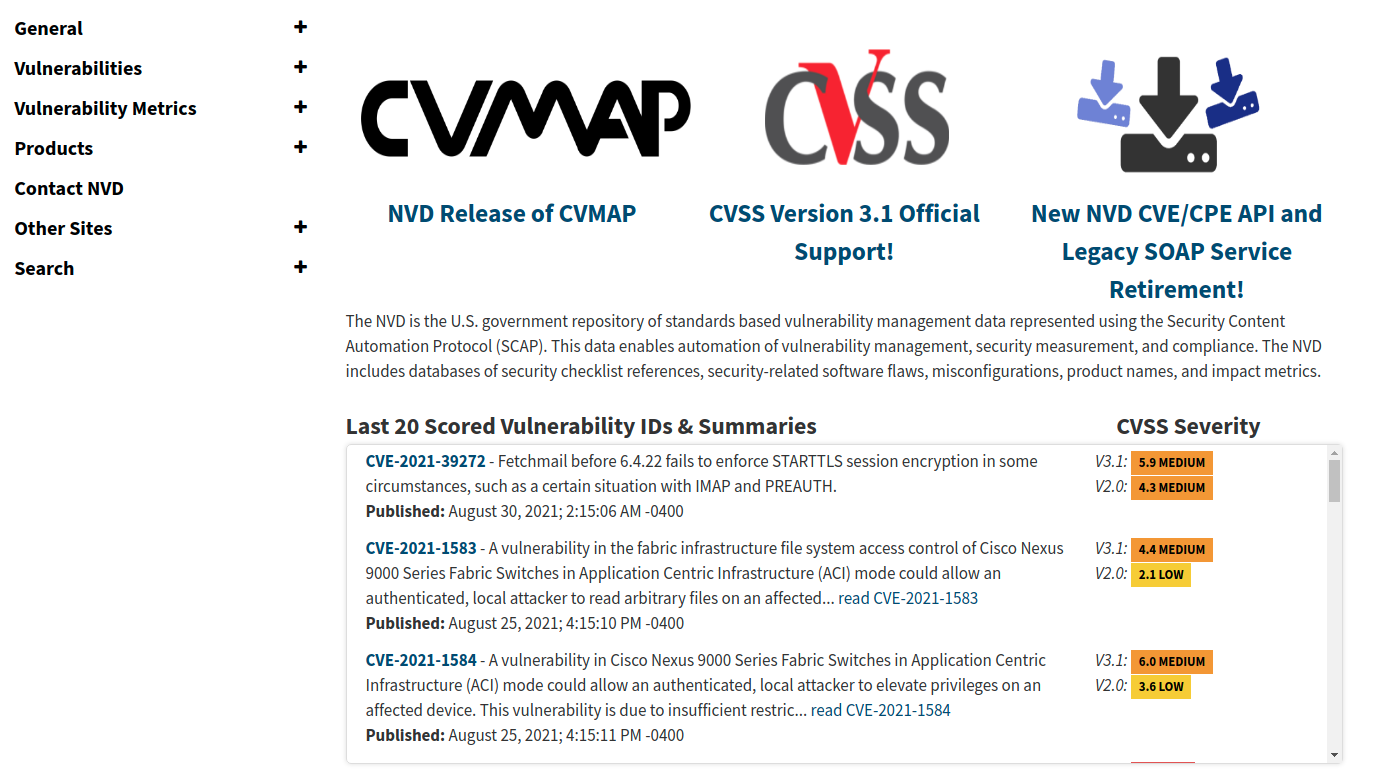 General
Vulnerabilities
Vulnerability Metrics
Products
Contact NVD
Other Sites
Search
CVMAP
NVD Release of CVMAP
CVSS
CVSS Version 3.1 Official
Support!
New NVD CVE/CPE API and
Legacy SOAP Service
Retirement!
The NVD is the U.S. government repository of standards based vulnerability management data represented using the Security Content
Automation Protocol (SCAP). This data enables automation of vulnerability management, security measurement, and compliance. The NVD
includes databases of security checklist references, security-related software flaws, misconfigurations, product names, and impact metrics.
Last 20 Scored Vulnerability IDs & Summaries
CVSS Severity
CVE-2021-39272 - Fetchmail before 6.4.22 fails to enforce STARTTLS session encryption in some
circumstances, such as a certain situation with IMAP and PREAUTH.
Published: August 30, 2021; 2:15:06 AM -0400
V3.1: 5.9 MEDIUM
V2.0: 4.3 MEDIUM
CVE-2021-1583 - A vulnerability in the fabric infrastructure file system access control of Cisco Nexus
9000 Series Fabric Switches in Application Centric Infrastructure (ACI) mode could allow an
authenticated, local attacker to read arbitrary files on an affected... read CVE-2021-1583
Published: August 25, 2021; 4:15:10 PM -0400
V3.1: 4.4 MEDIUM
V2.0: 2.1 LOW
CVE-2021-1584 - A vulnerability in Cisco Nexus 9000 Series Fabric Switches in Application Centric
Infrastructure (ACI) mode could allow an authenticated, local attacker to elevate privileges on an
affected device. This vulnerability is due to insufficient restric... read CVE-2021-1584
Published: August 25, 2021; 4:15:11 PM -0400
V3.1: 6.0 MEDIUM
V2.0: 3.6 LOW